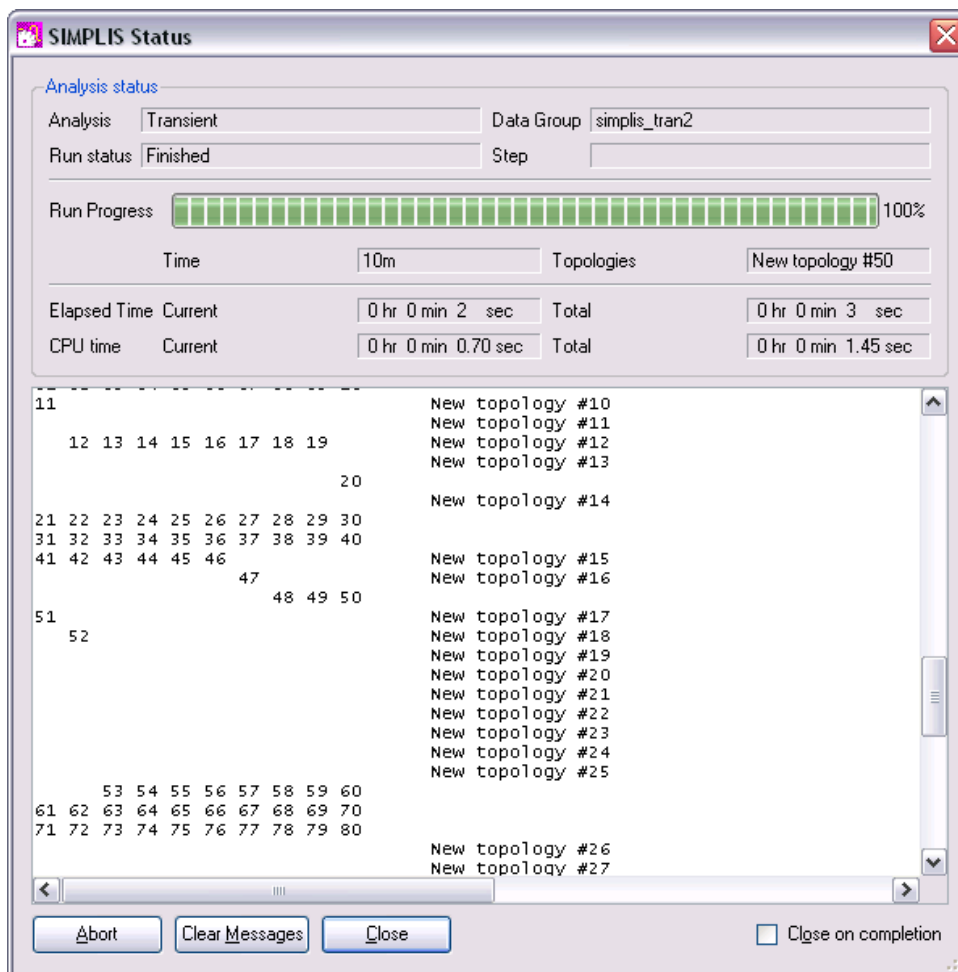 SIMPLIS Status
Analysis status
Analysis Transient Data Group simplis_tran2
Run status Finished Step
Run Progress 100%
Time 10m Topologies New topology #50
Elapsed Time Current 0 hr 0 min 2 sec Total 0 hr 0 min 3 sec
CPU time Current 0 hr 0 min 0.70 sec Total 0 hr 0 min 1.45 sec
11 New topology #10
New topology #11
12 13 14 15 16 17 18 19 New topology #12
New topology #13
20
New topology #14
21 22 23 24 25 26 27 28 29 30
31 32 33 34 35 36 37 38 39 40
41 42 43 44 45 46 New topology #15
47 New topology #16
48 49 50
51 New topology #17
52 New topology #18
New topology #19
New topology #20
New topology #21
New topology #22
New topology #23
New topology #24
New topology #25
53 54 55 56 57 58 59 60
61 62 63 64 65 66 67 68 69 70
71 72 73 74 75 76 77 78 79 80
New topology #26
New topology #27
Abort Clear Messages Close Close on completion